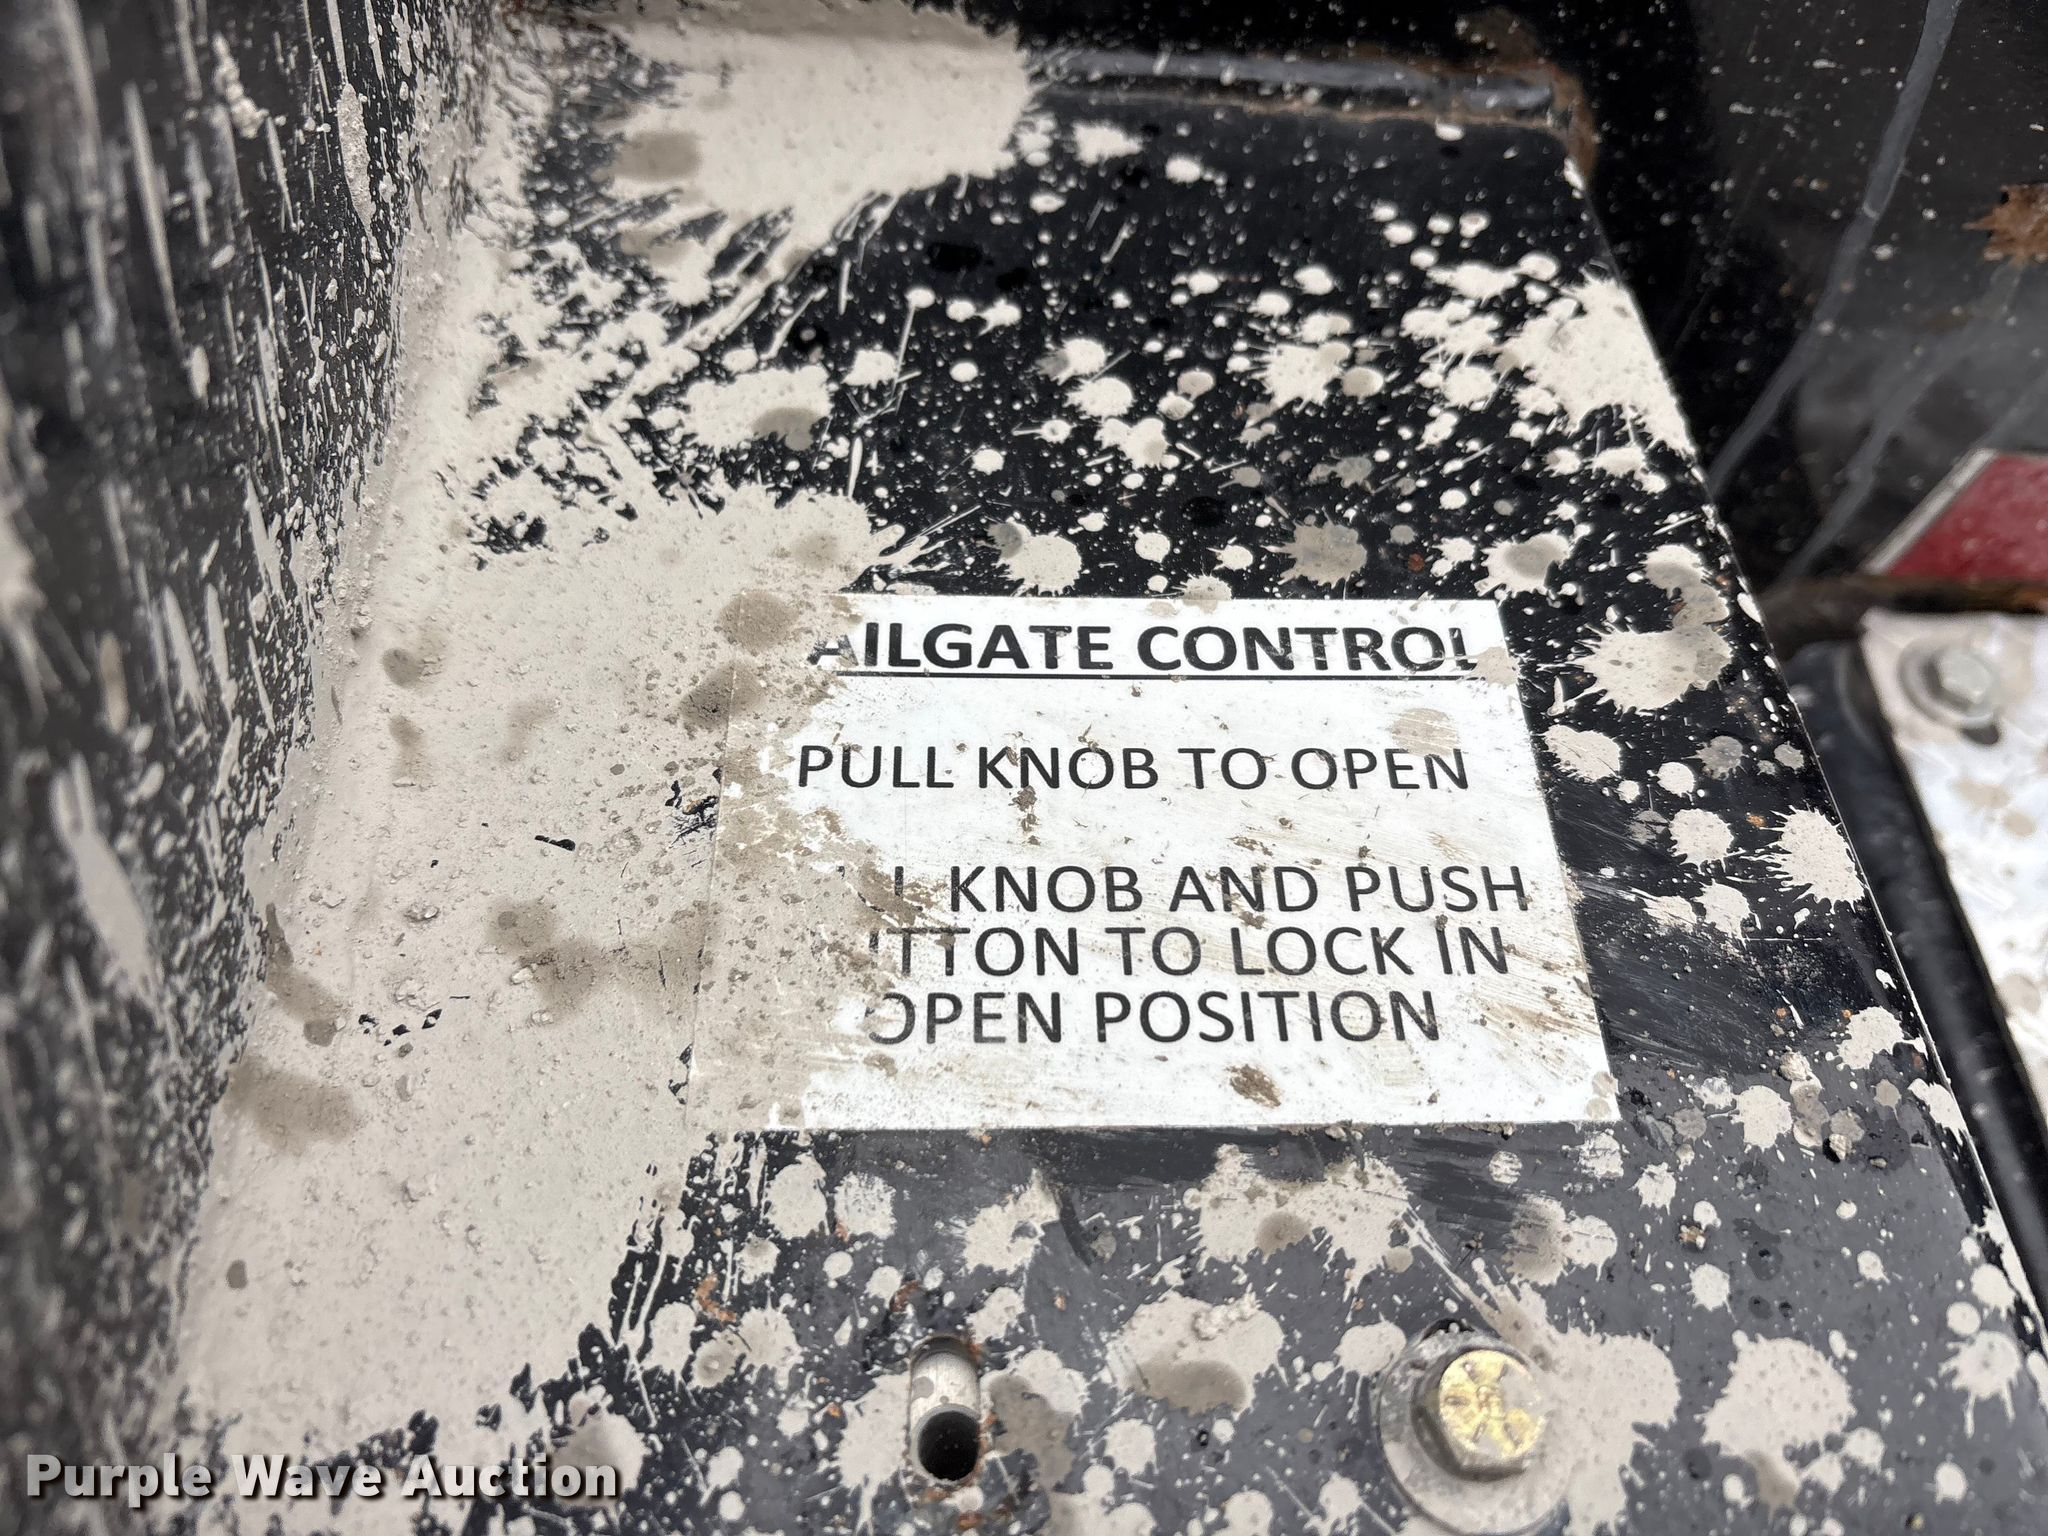 AILGATE CONTROL
PULL KNOB TO OPEN
KNOB AND PUSH
TTON TO LOCK IN
OPEN POSITION
Purple Wave Auction